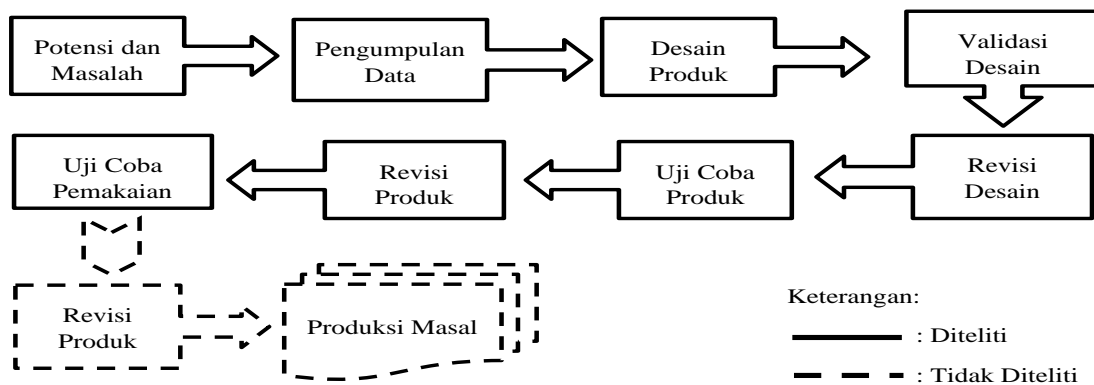 Potensi dan
Masalah
Pengumpulan
Data
Desain
Produk
Validasi
Desain
Revisi
Desain
Uji Coba
Produk
Revisi
Produk
Uji Coba
Pemakaian
Revisi
Produk
Produksi Masal
Keterangan:
: Diteliti
: Tidak Diteliti